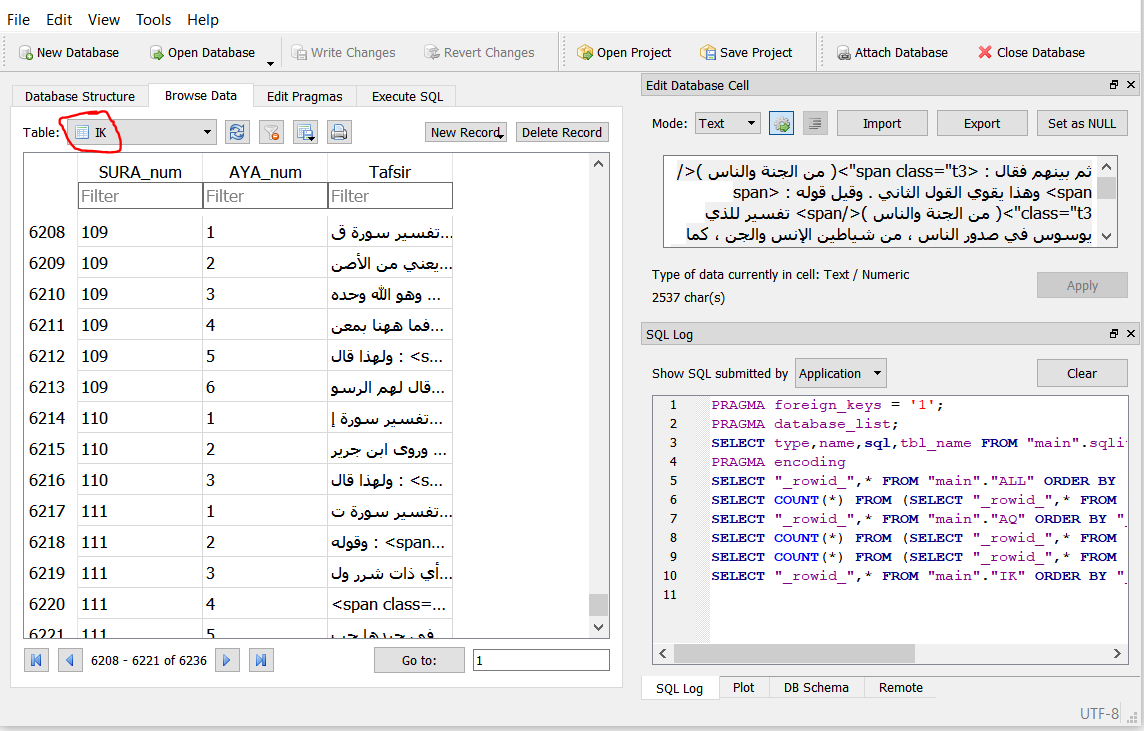 File Edit View Tools Help
New Database Open Database Write Changes Revert Changes Open Project Save Project Attach Database Close Database
Database Structure Browse Data Edit Pragmas Execute SQL
Table: IK New Record Delete Record
SURA_num AYA_num Tafsir
Filter Filter Filter
6208 109 1 تفسير سورة ق...
6209 109 2 يعني من الأصن...
6210 109 3 وهو الله وحده ...
6211 109 4 فما ههنا بمعن...
6212 109 5 ولهذا قال : <s...
6213 109 6 قال لهم الرسو...
6214 110 1 تفسير سورة إ...
6215 110 2 وروى ابن جرير ...
6216 110 3 ولهذا قال : <s...
6217 111 1 تفسير سورة ت...
6218 111 2 وقوله : <span...
6219 111 3 أي ذات شرر ول...
6220 111 4 <span class=...
6221 111 5 في جيدها حب...
6208 - 6221 of 6236 Go to: 1
Edit Database Cell
Mode: Text Import Export Set as NULL
ثم بينهم فقال : <span class="t3">( من الجنة والناس )</
span> وهذا يقوي القول الثاني . وقيل قوله : <span
class="t3">( من الجنة والناس )</span> تفسير للذي
يوسوس في صدور الناس ، من شياطين الإنس والجن ، كما
Type of data currently in cell: Text / Numeric
2537 char(s)
Apply
SQL Log
Show SQL submitted by Application Clear
1 PRAGMA foreign_keys = '1';
2 PRAGMA database_list;
3 SELECT type,name,sql,tbl_name FROM "main".sqli
4 PRAGMA encoding
5 SELECT "_rowid_",* FROM "main"."ALL" ORDER BY
6 SELECT COUNT(*) FROM (SELECT "_rowid_",* FROM
7 SELECT "_rowid_",* FROM "main"."AQ" ORDER BY "_
8 SELECT COUNT(*) FROM (SELECT "_rowid_",* FROM
9 SELECT COUNT(*) FROM (SELECT "_rowid_",* FROM
10 SELECT "_rowid_",* FROM "main"."IK" ORDER BY "_
11
SQL Log Plot DB Schema Remote
UTF-8